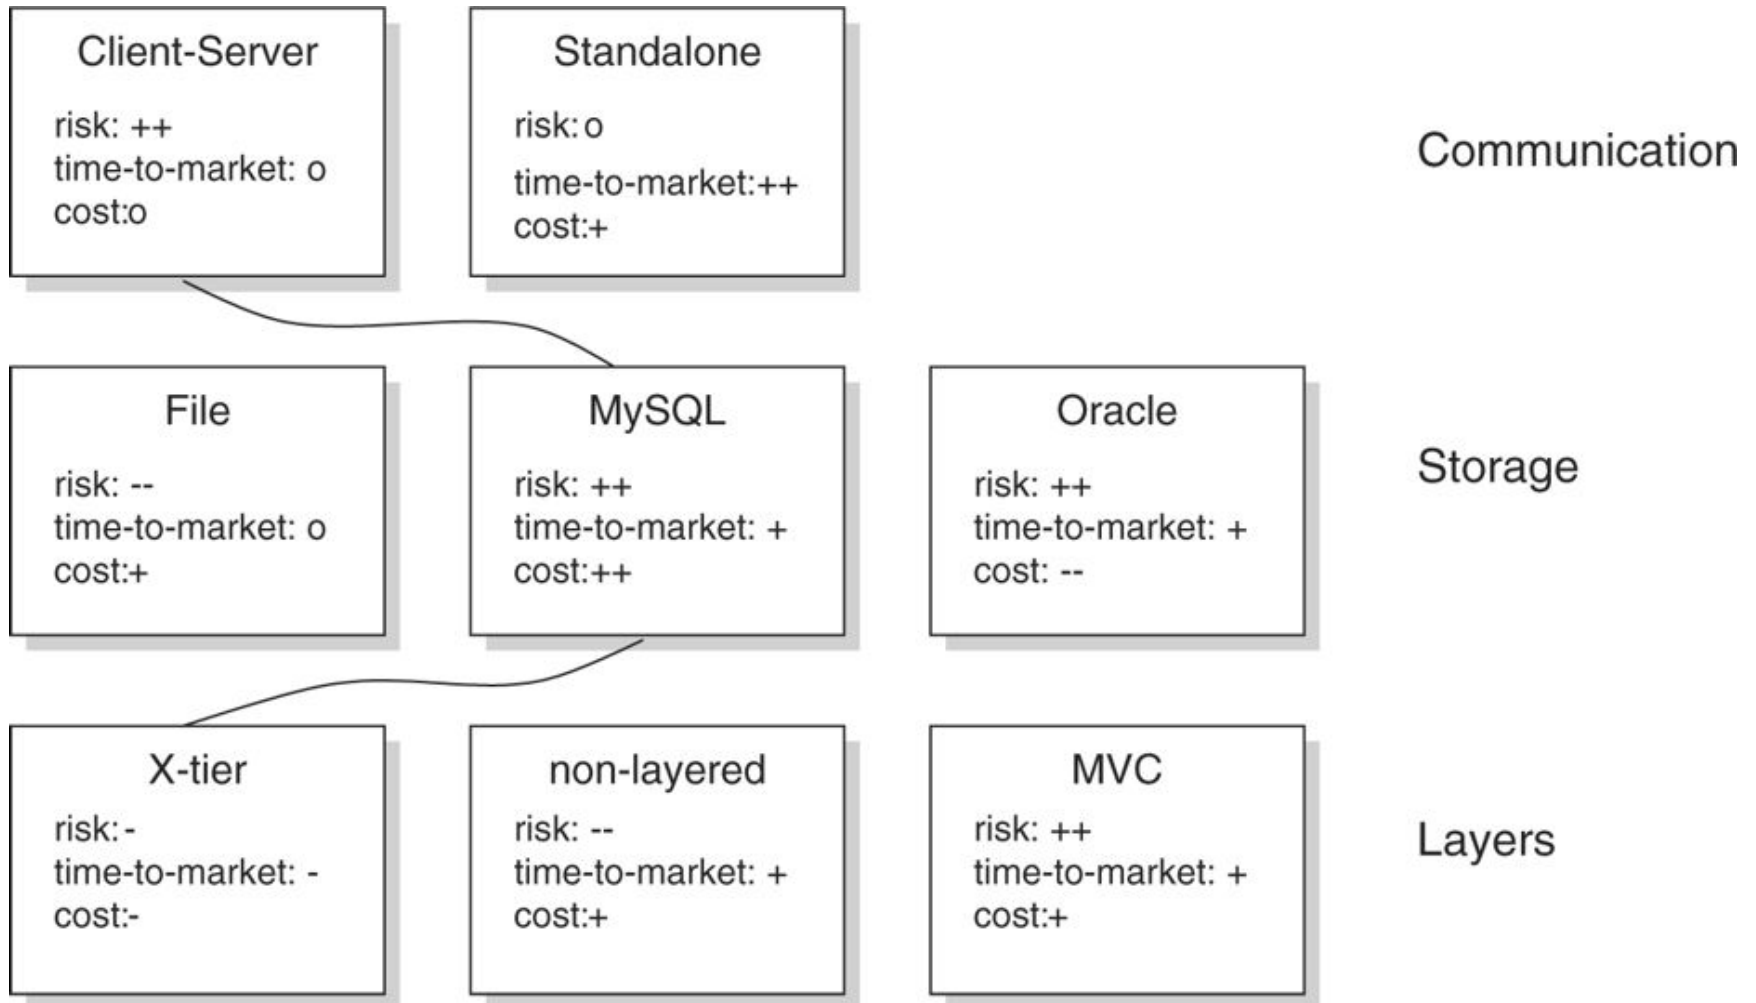 Client-Server
risk: ++
time-to-market: o
cost:o
Standalone
risk: o
time-to-market:++
cost:+
Communication
File
risk: --
time-to-market: o
cost:+
MySQL
risk: ++
time-to-market: +
cost:++
Oracle
risk: ++
time-to-market: +
cost: --
Storage
X-tier
risk: -
time-to-market: -
cost:-
non-layered
risk: --
time-to-market: +
cost:+
MVC
risk: ++
time-to-market: +
cost:+
Layers